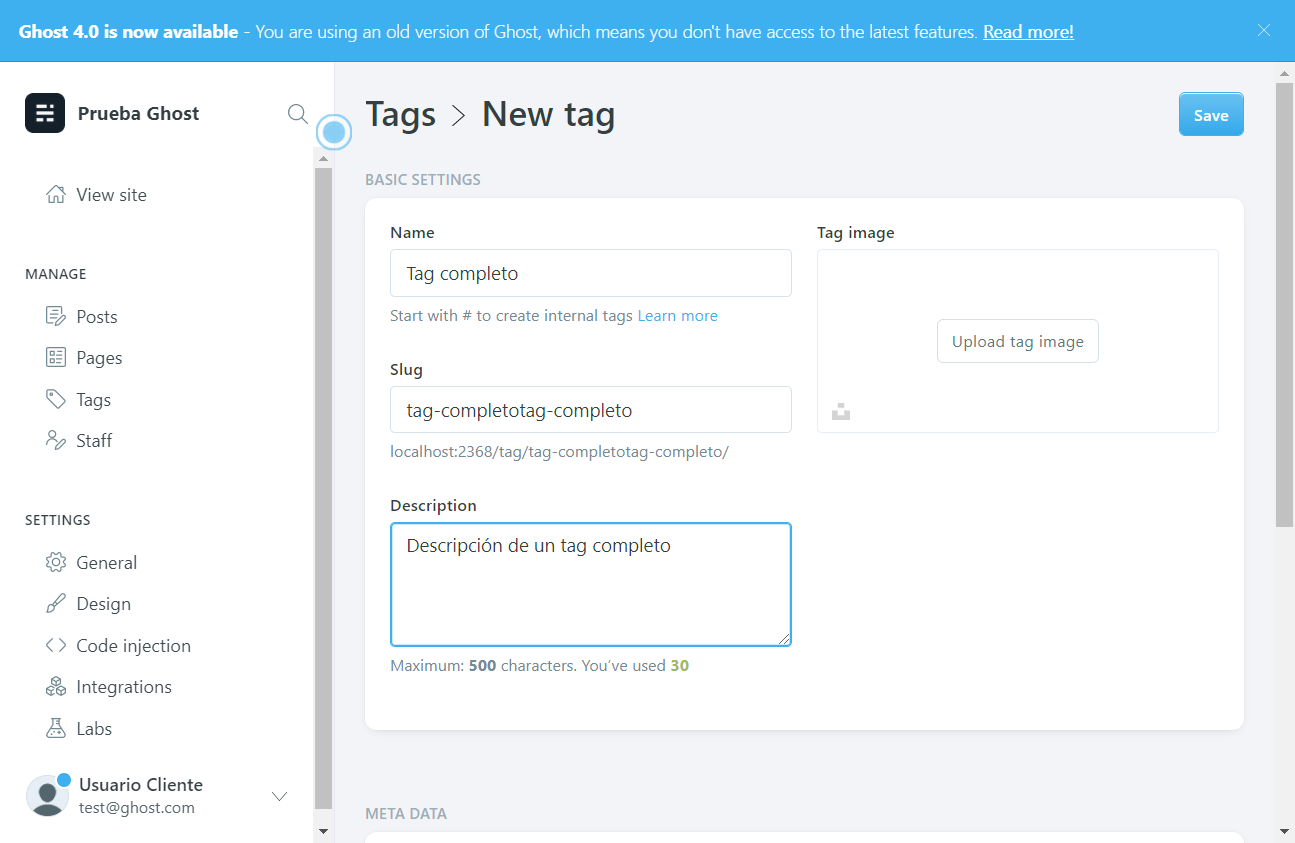 Ghost 4.0 is now available - You are using an old version of Ghost, which means you don't have access to the latest features. Read more!
Prueba Ghost
View site
MANAGE
Posts
Pages
Tags
Staff
SETTINGS
General
Design
Code injection
Integrations
Labs
Usuario Cliente
test@ghost.com
Tags > New tag
Save
BASIC SETTINGS
Name
Tag completo
Start with # to create internal tags Learn more
Slug
tag-completotag-completo
localhost:2368/tag/tag-completotag-completo/
Description
Descripción de un tag completo
Maximum: 500 characters. You’ve used 30
Tag image
Upload tag image
META DATA